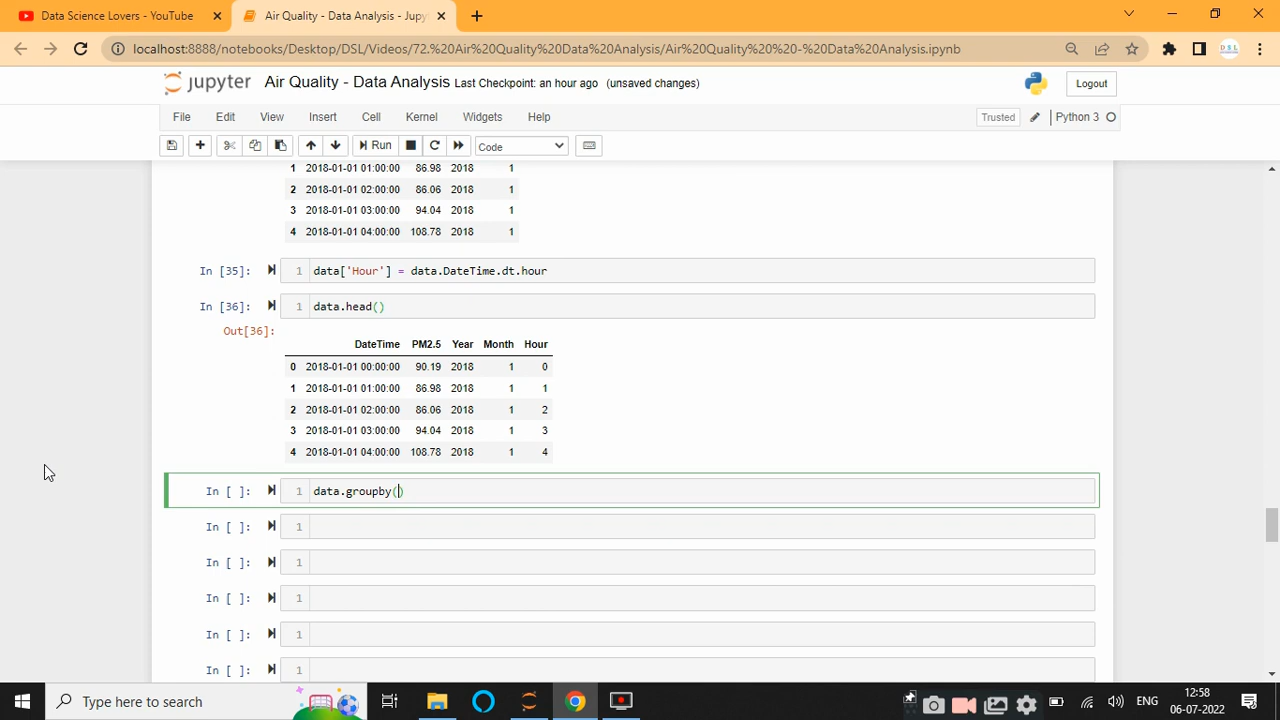 Data Science Lovers - YouTube
Air Quality - Data Analysis - Jupy
localhost:8888/notebooks/Desktop/DSL/Videos/72.%20Air%20Quality%20Data%20Analysis/Air%20Quality%20%20-%20Data%20Analysis.ipynb
DSL
jupyter Air Quality - Data Analysis Last Checkpoint: an hour ago (unsaved changes) Logout
File Edit View Insert Cell Kernel Widgets Help Trusted Python 3
Run Code
1 2018-01-01 01:00:00 86.98 2018 1
2 2018-01-01 02:00:00 86.06 2018 1
3 2018-01-01 03:00:00 94.04 2018 1
4 2018-01-01 04:00:00 108.78 2018 1
In [35]: 1 data['Hour'] = data.DateTime.dt.hour
In [36]: 1 data.head()
Out[36]:
DateTime PM2.5 Year Month Hour
0 2018-01-01 00:00:00 90.19 2018 1 0
1 2018-01-01 01:00:00 86.98 2018 1 1
2 2018-01-01 02:00:00 86.06 2018 1 2
3 2018-01-01 03:00:00 94.04 2018 1 3
4 2018-01-01 04:00:00 108.78 2018 1 4
In [ ]: 1 data.groupby()
In [ ]: 1
In [ ]: 1
In [ ]: 1
In [ ]: 1
In [ ]: 1
Type here to search
ENG
12:58
06-07-2022